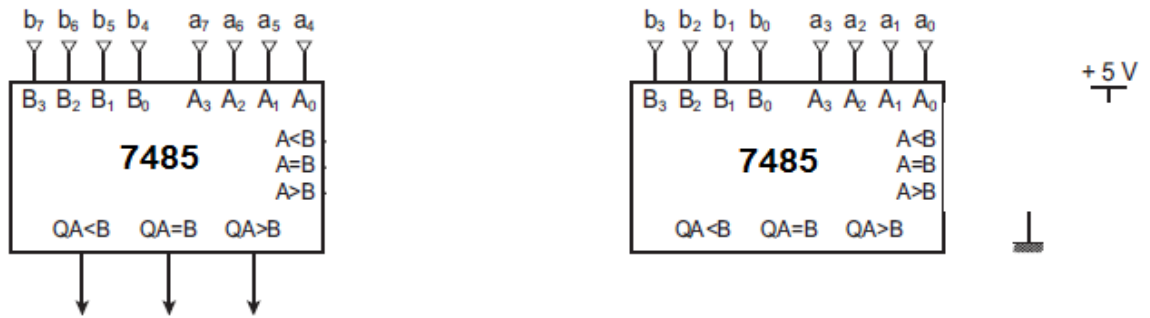 b₇ b₆ b₅ b₄ a₇ a₆ a₅ a₄
B₃ B₂ B₁ B₀ A₃ A₂ A₁ A₀
A<B
7485
A=B
A>B
QA<B QA=B QA>B
b₃ b₂ b₁ b₀ a₃ a₂ a₁ a₀
B₃ B₂ B₁ B₀ A₃ A₂ A₁ A₀
A<B
7485
A=B
A>B
QA<B QA=B QA>B
+ 5 V